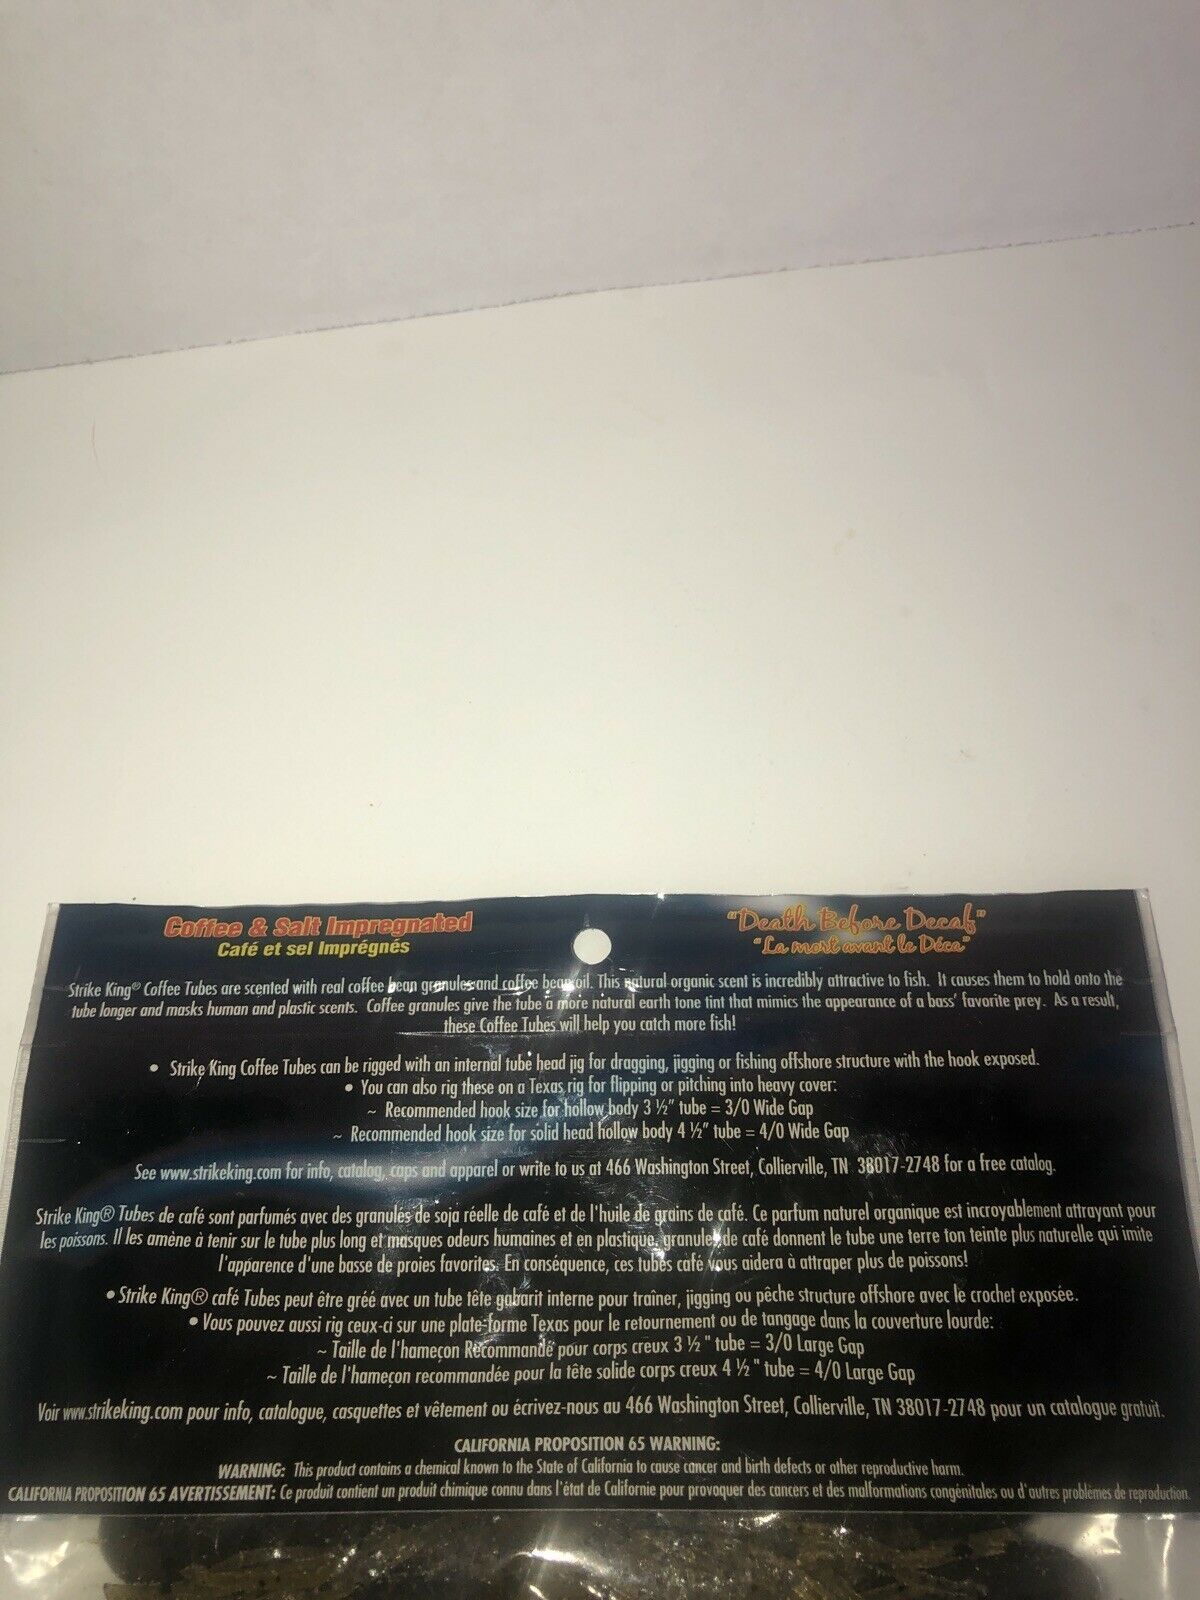 Coffee & Salt Impregnated
Café et sel Imprégnés
"Death Before Decaf"
"La mort avant le Déca"
Strike King® Coffee Tubes are scented with real coffee bean granules and coffee bean oil. This natural organic scent is incredibly attractive to fish. It causes them to hold onto the
tube longer and masks human and plastic scents. Coffee granules give the tube a more natural earth tone tint that mimics the appearance of a bass' favorite prey. As a result,
these Coffee Tubes will help you catch more fish!
• Strike King Coffee Tubes can be rigged with an internal tube head jig for dragging, jigging or fishing offshore structure with the hook exposed.
• You can also rig these on a Texas rig for flipping or pitching into heavy cover:
~ Recommended hook size for hollow body 3 ½" tube = 3/0 Wide Gap
~ Recommended hook size for solid head hollow body 4 ½" tube = 4/0 Wide Gap
See www.strikeking.com for info, catalog, caps and apparel or write to us at 466 Washington Street, Collierville, TN 38017-2748 for a free catalog.
Strike King® Tubes de café sont parfumés avec des granulés de soja réelle de café et de l'huile de grains de café. Ce parfum naturel organique est incroyablement attrayant pour
les poissons. Il les amène à tenir sur le tube plus long et masques odeurs humaines et en plastique, granules de café donnent le tube une terre ton teinte plus naturelle qui imite
l'apparence d'une basse de proies favorites. En conséquence, ces tubes café vous aidera à attraper plus de poissons!
• Strike King® café Tubes peut être gréé avec un tube tête gabarit interne pour traîner, jigging ou pêche structure offshore avec le crochet exposée.
• Vous pouvez aussi rig ceux-ci sur une plate-forme Texas pour le retournement ou de tangage dans la couverture lourde:
~ Taille de l'hameçon Recommandé pour corps creux 3 ½ " tube = 3/0 Large Gap
~ Taille de l'hameçon recommandée pour la tête solide corps creux 4 ½ " tube = 4/0 Large Gap
Voir www.strikeking.com pour info, catalogue, casquettes et vêtement ou écrivez-nous au 466 Washington Street, Collierville, TN 38017-2748 pour un catalogue gratuit.
CALIFORNIA PROPOSITION 65 WARNING:
WARNING: This product contains a chemical known to the State of California to cause cancer and birth defects or other reproductive harm.
CALIFORNIA PROPOSITION 65 AVERTISSEMENT: Ce produit contient un produit chimique connu dans l'état de Californie pour provoquer des cancers et des malformations congénitales ou d'autres problèmes de reproduction.